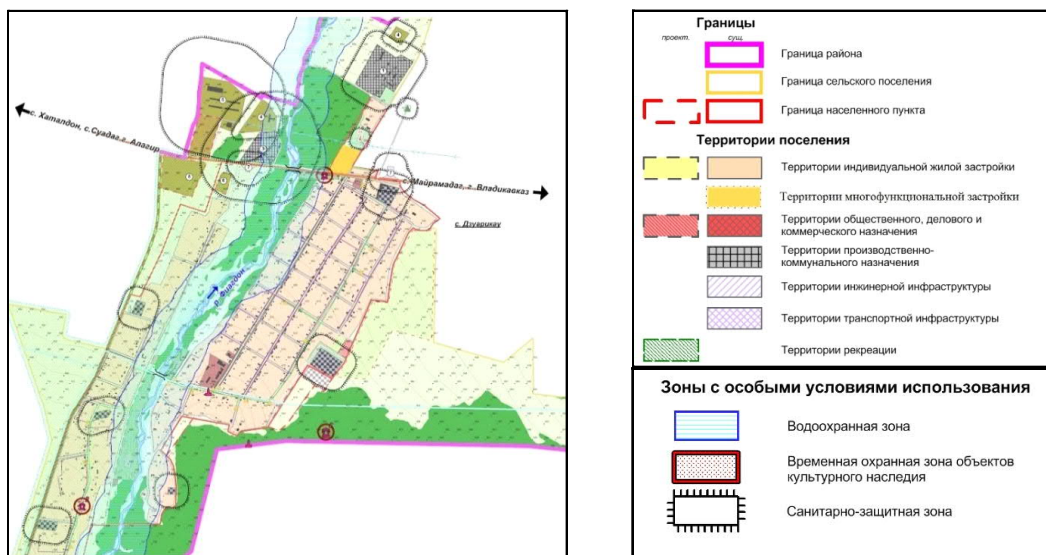 с. Хаталдон, с.Суадаг г. Алагир
с. Майрамадаг, г. Владикавказ
с. Дзуарикау
р. Фиагдон
Границы
проект. сущ.
Граница района
Граница сельского поселения
Граница населенного пункта
Территории поселения
Территории индивидуальной жилой застройки
Территории многофункциональной застройки
Территории общественного, делового и
коммерческого назначения
Территории производственно-
коммунального назначения
Территории инженерной инфраструктуры
Территории транспортной инфраструктуры
Территории рекреации
Зоны с особыми условиями использования
Водоохранная зона
Временная охранная зона объектов
культурного наследия
Санитарно-защитная зона